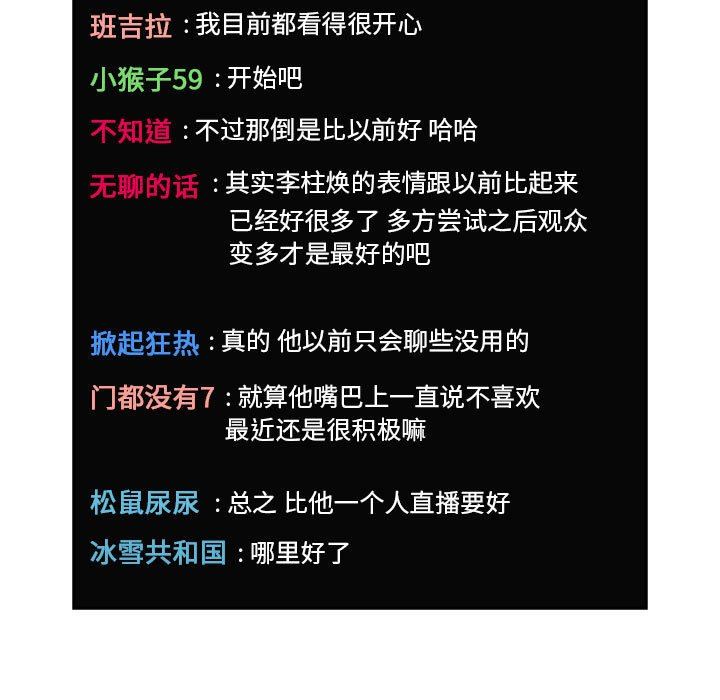 班吉拉 : 我目前都看得很开心
小猴子59 : 开始吧
不知道 : 不过那倒是比以前好 哈哈
无聊的话 : 其实李柱焕的表情跟以前比起来
已经好很多了 多方尝试之后观众
变多才是最好的吧
掀起狂热 : 真的 他以前只会聊些没用的
门都没有7 : 就算他嘴巴上一直说不喜欢
最近还是很积极嘛
松鼠尿尿 : 总之 比他一个人直播要好
冰雪共和国 : 哪里好了